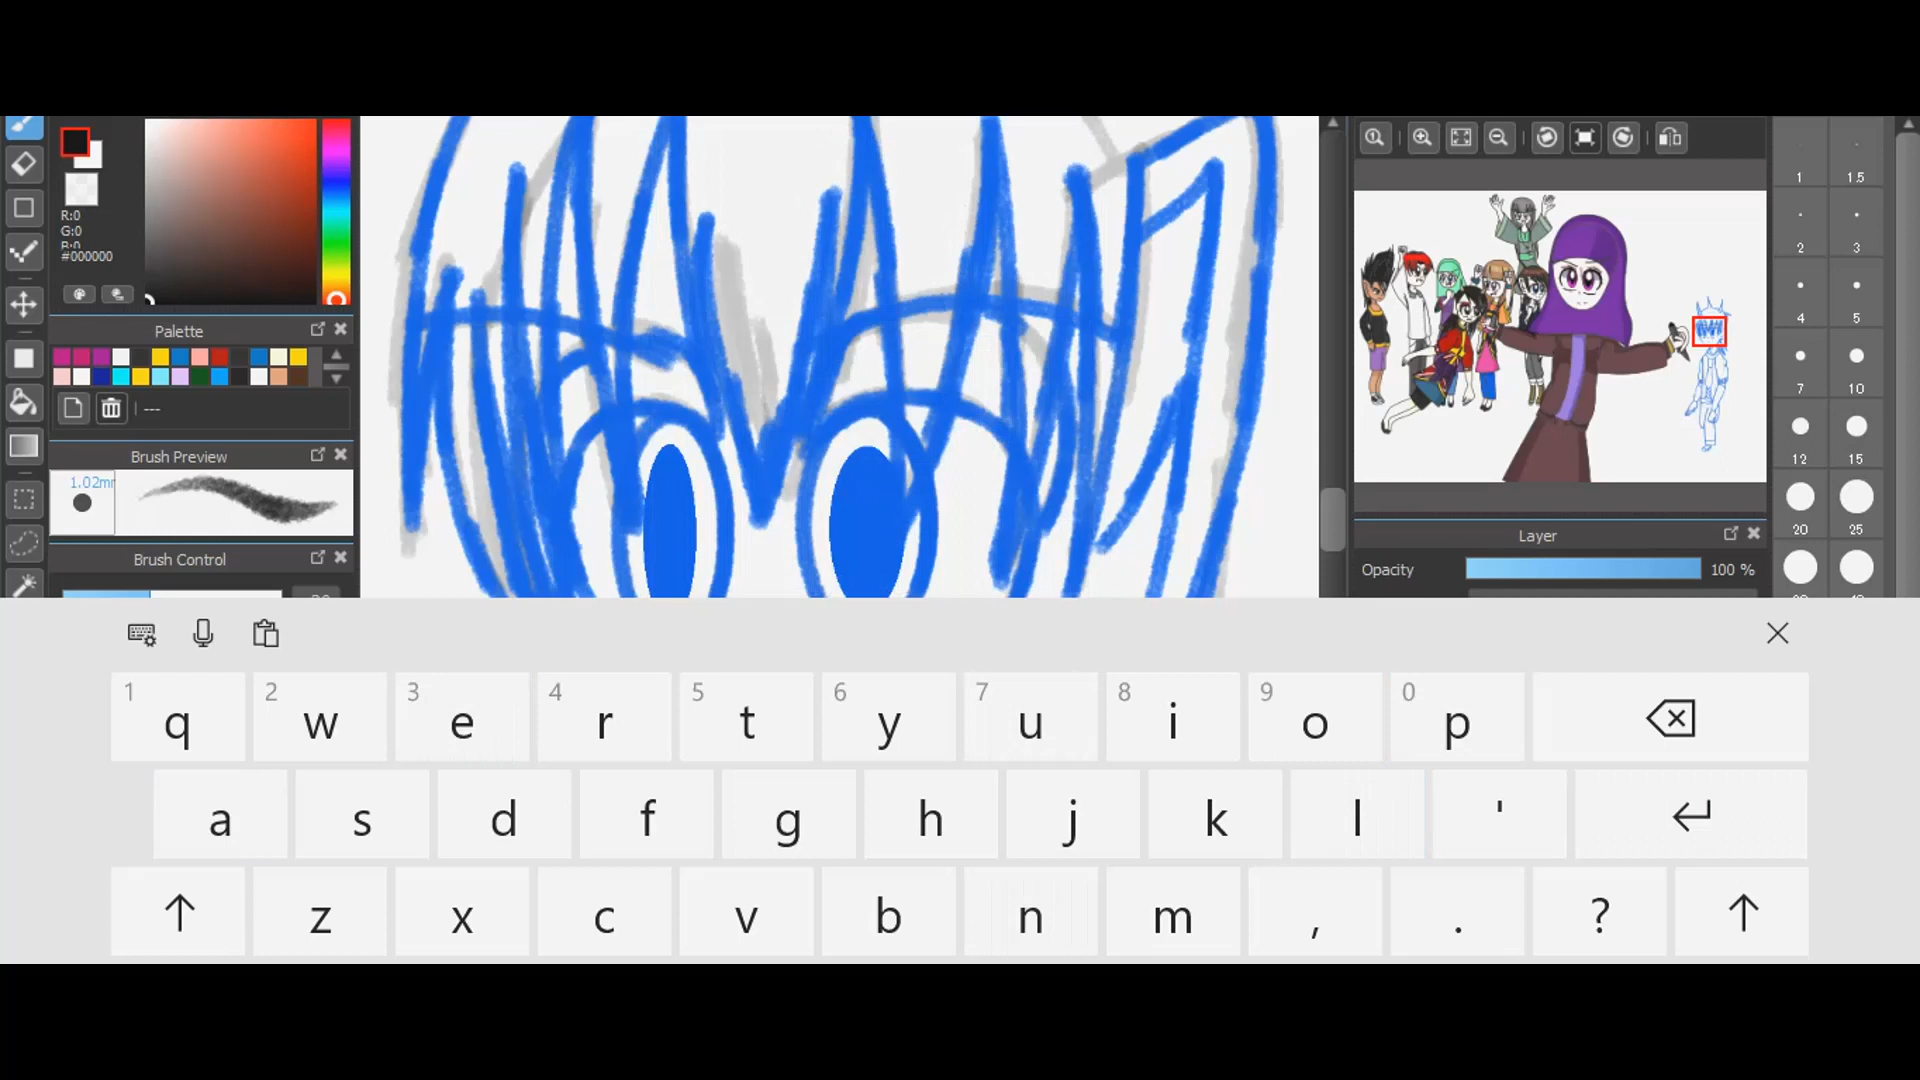 R:0
G:0
B:0
#000000
Palette
---
Brush Preview
1.02mr
Brush Control
1
1.5
2
3
4
5
7
10
12
15
20
25
Layer
Opacity
100 %
1 2 3 4 5 6 7 8 9 0
q w e r t y u i o p
a s d f g h j k l '
z x c v b n m , . ?